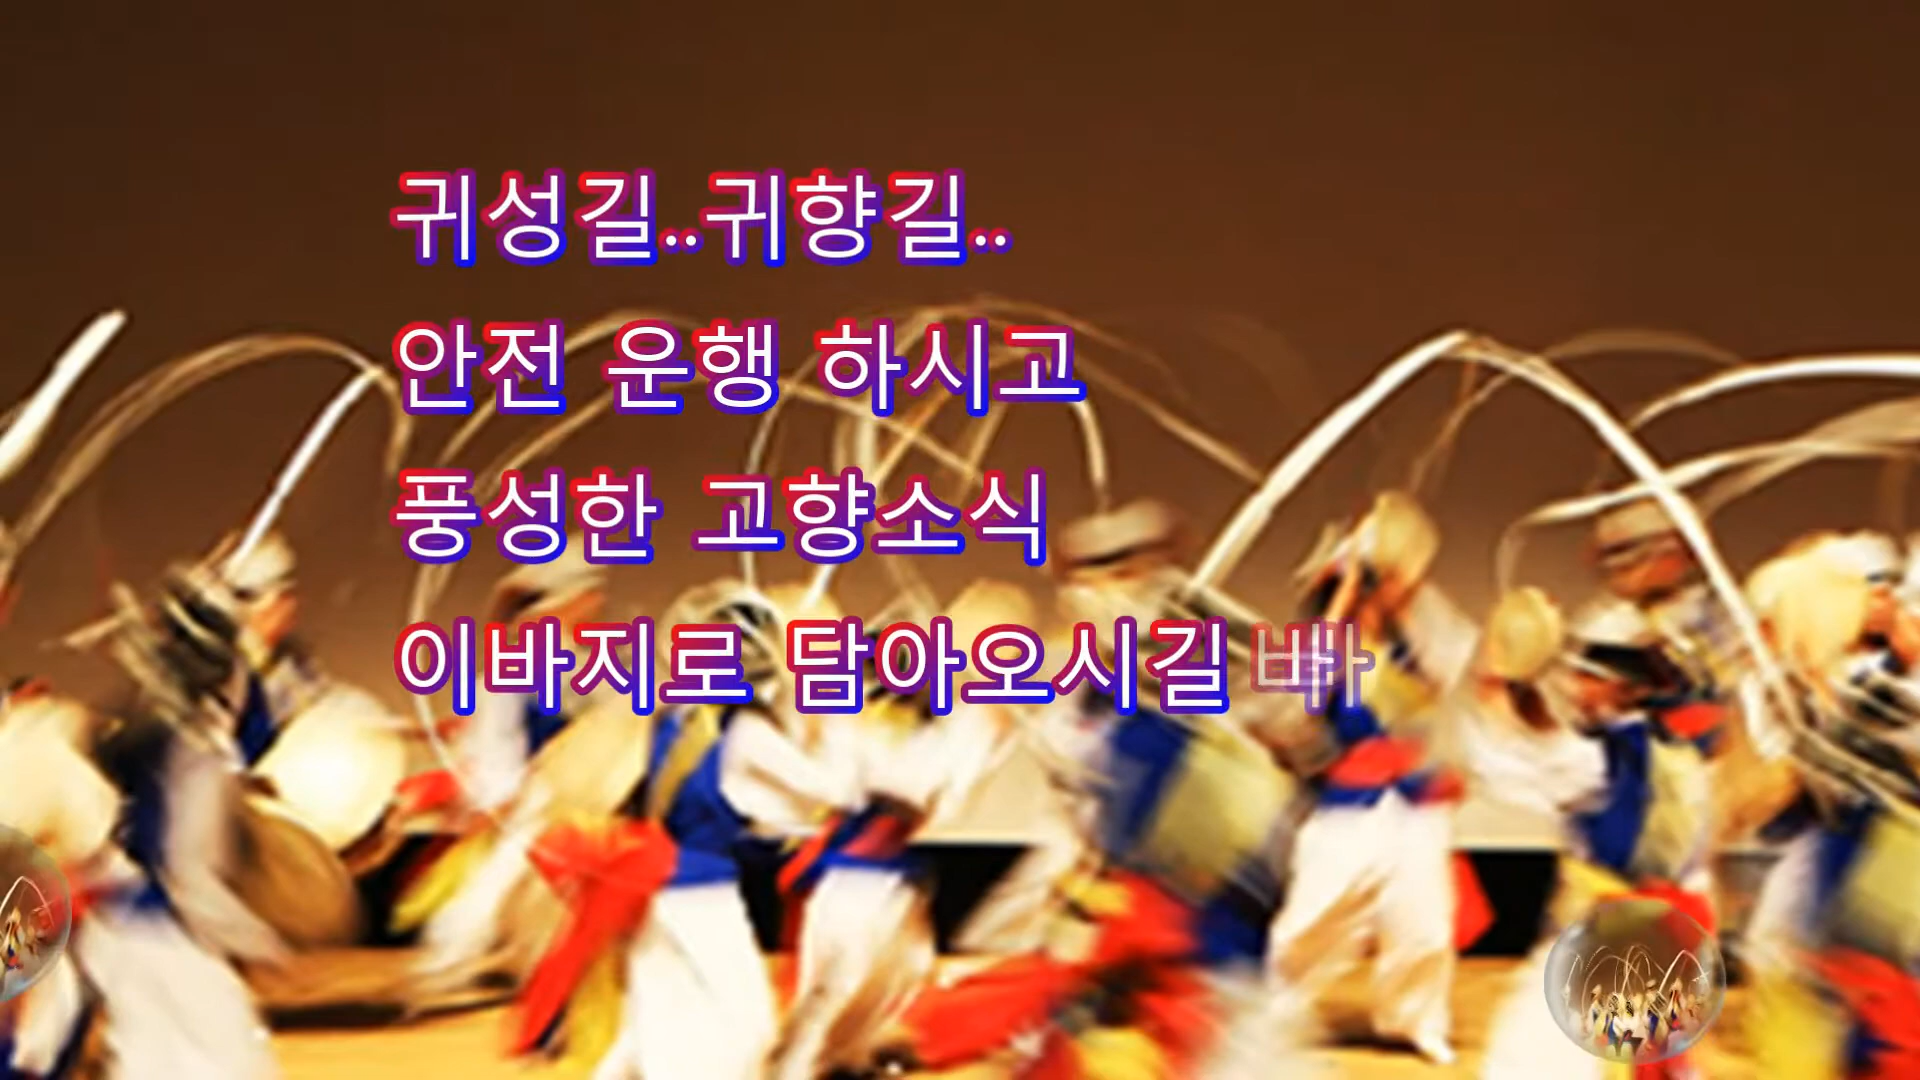 귀성길..귀향길..
안전 운행 하시고
풍성한 고향소식
이바지로 담아오시길